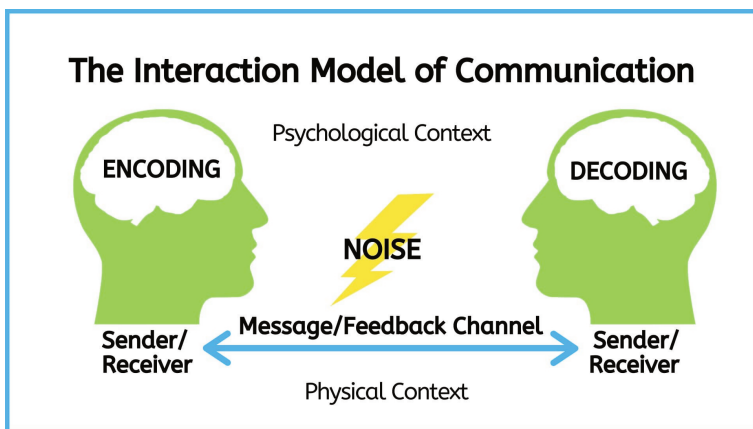 The Interaction Model of Communication
Psychological Context
ENCODING
DECODING
NOISE
Message/Feedback Channel
Sender/
Receiver
Sender/
Receiver
Physical Context